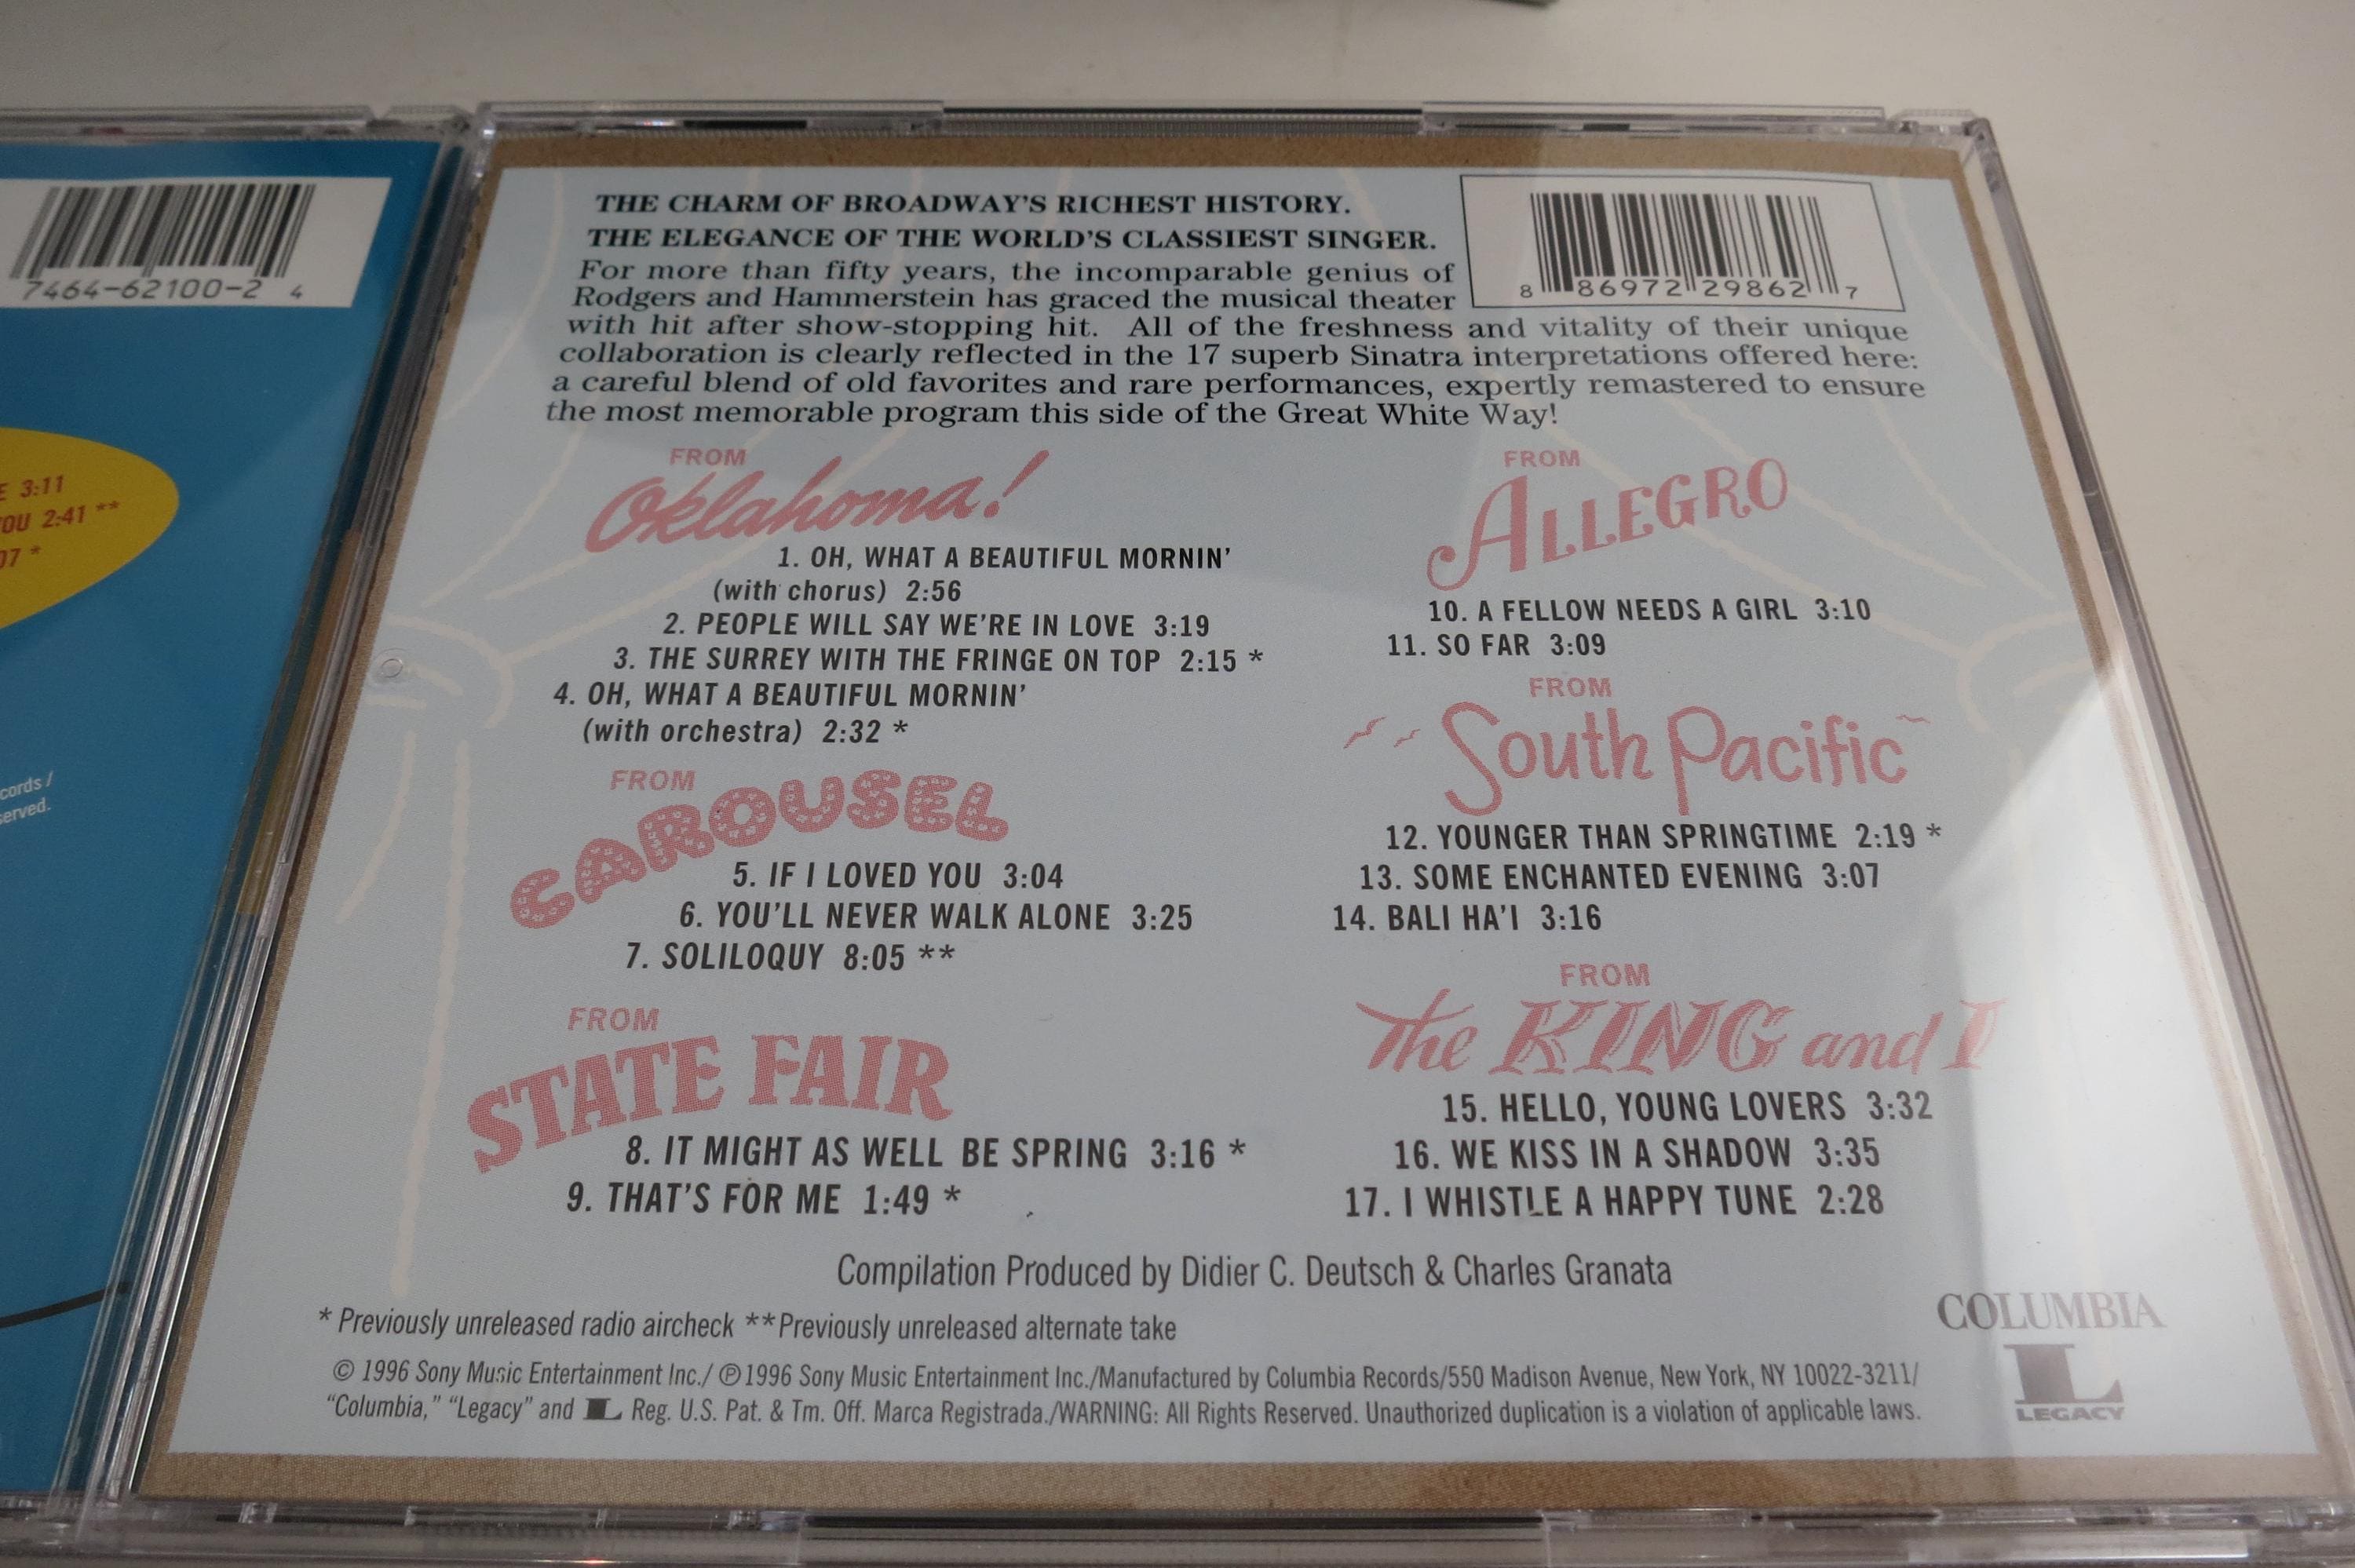 7464-62100-2 4
E 3:11
YOU 2:41 **
07 *
cords /
served.
THE CHARM OF BROADWAY'S RICHEST HISTORY.
THE ELEGANCE OF THE WORLD'S CLASSIEST SINGER.
For more than fifty years, the incomparable genius of
Rodgers and Hammerstein has graced the musical theater
with hit after show-stopping hit. All of the freshness and vitality of their unique
collaboration is clearly reflected in the 17 superb Sinatra interpretations offered here:
a careful blend of old favorites and rare performances, expertly remastered to ensure
the most memorable program this side of the Great White Way!
8 86972 29862 7
FROM
Oklahoma!
1. OH, WHAT A BEAUTIFUL MORNIN'
(with chorus) 2:56
2. PEOPLE WILL SAY WE'RE IN LOVE 3:19
3. THE SURREY WITH THE FRINGE ON TOP 2:15 *
4. OH, WHAT A BEAUTIFUL MORNIN'
(with orchestra) 2:32 *
FROM
CAROUSEL
5. IF I LOVED YOU 3:04
6. YOU'LL NEVER WALK ALONE 3:25
7. SOLILOQUY 8:05 **
FROM
STATE FAIR
8. IT MIGHT AS WELL BE SPRING 3:16 *
9. THAT'S FOR ME 1:49 *
FROM
ALLEGRO
10. A FELLOW NEEDS A GIRL 3:10
11. SO FAR 3:09
FROM
South Pacific
12. YOUNGER THAN SPRINGTIME 2:19 *
13. SOME ENCHANTED EVENING 3:07
14. BALI HA'I 3:16
FROM
The KING and I
15. HELLO, YOUNG LOVERS 3:32
16. WE KISS IN A SHADOW 3:35
17. I WHISTLE A HAPPY TUNE 2:28
Compilation Produced by Didier C. Deutsch & Charles Granata
* Previously unreleased radio aircheck **Previously unreleased alternate take
© 1996 Sony Music Entertainment Inc./ ℗1996 Sony Music Entertainment Inc./Manufactured by Columbia Records/550 Madison Avenue, New York, NY 10022-3211/
"Columbia," "Legacy" and L Reg. U.S. Pat. & Tm. Off. Marca Registrada./WARNING: All Rights Reserved. Unauthorized duplication is a violation of applicable laws.
COLUMBIA
L
LEGACY